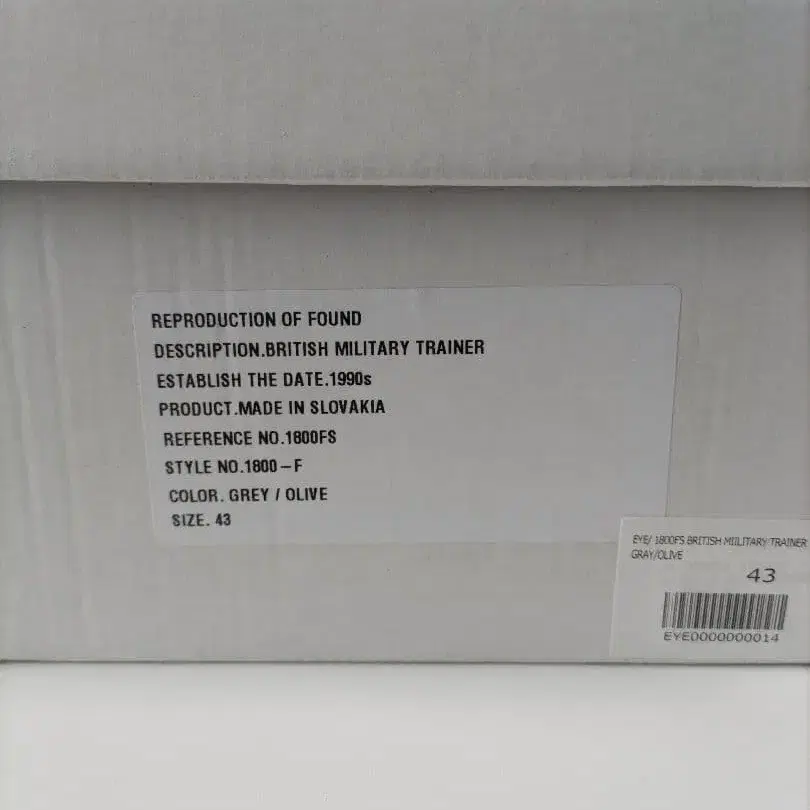 REPRODUCTION OF FOUND
DESCRIPTION.BRITISH MILITARY TRAINER
ESTABLISH THE DATE.1990s
PRODUCT.MADE IN SLOVAKIA
REFERENCE NO.1800FS
STYLE NO.1800-F
COLOR. GREY / OLIVE
SIZE. 43
EYE/ 1800FS BRITISH MIILITARY TRAINER
GRAY/OLIVE
43
EYE0000000014